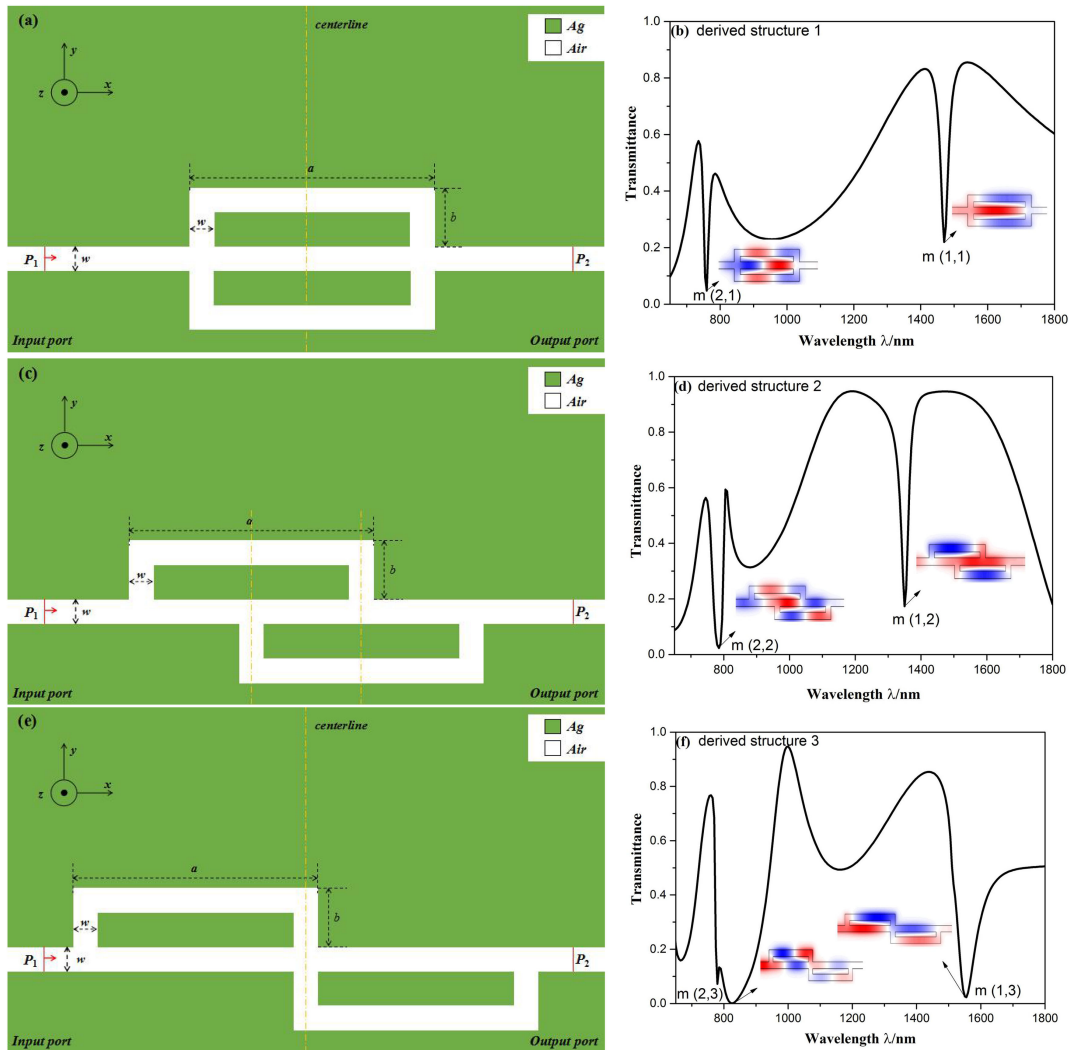 (a)
centerline
Ag
Air
y
x
z
a
b
w
P1
w
P2
Input port
Output port
(b) derived structure 1
Transmittance
1.0
0.8
0.6
0.4
0.2
0.0
m (2,1)
m (1,1)
800 1000 1200 1400 1600 1800
Wavelength λ/nm
(c)
Ag
Air
y
x
z
a
b
w
P1
w
P2
Input port
Output port
(d) derived structure 2
Transmittance
1.0
0.8
0.6
0.4
0.2
0.0
m (2,2)
m (1,2)
800 1000 1200 1400 1600 1800
Wavelength λ/nm
(e)
centerline
Ag
Air
y
x
z
a
b
w
P1
w
P2
Input port
Output port
(f) derived structure 3
Transmittance
1.0
0.8
0.6
0.4
0.2
0.0
m (2,3)
m (1,3)
800 1000 1200 1400 1600 1800
Wavelength λ/nm